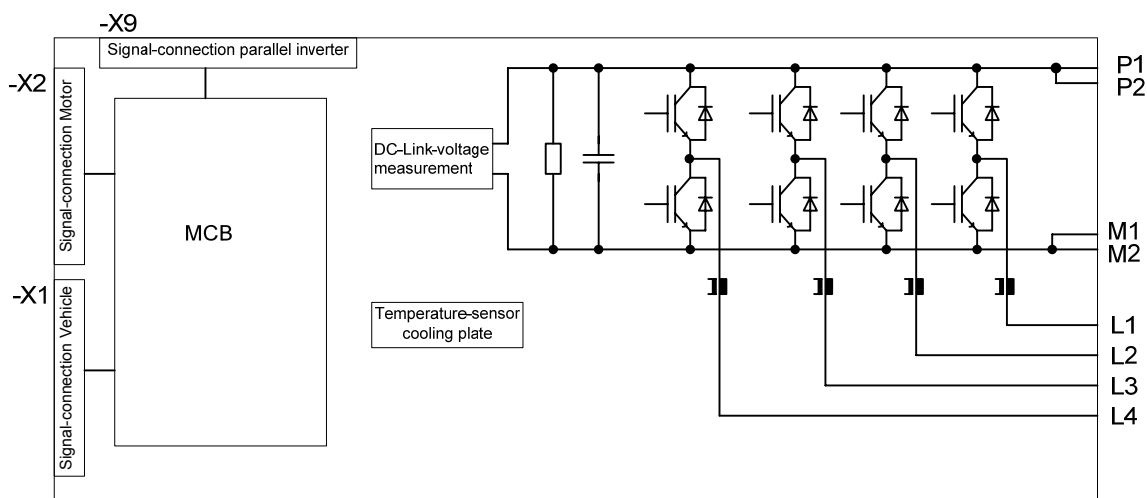 -X9
Signal-connection parallel inverter
-X2
Signal-connection Motor
P1
P2
DC-Link-voltage
measurement
MCB
M1
M2
-X1
Signal-connection Vehicle
Temperature-sensor
cooling plate
L1
L2
L3
L4